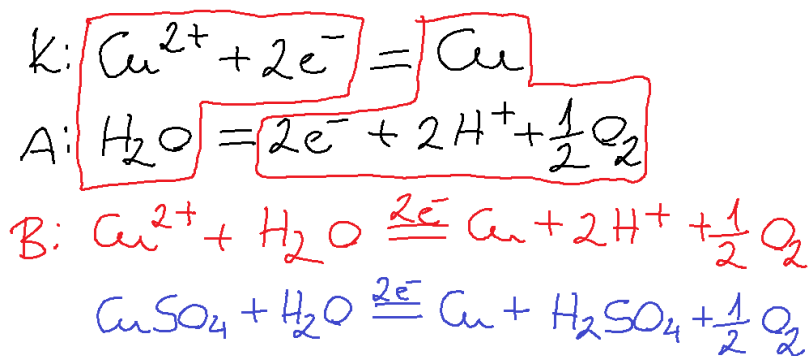 K: Cu²⁺ + 2e⁻ = Cu
A: H₂O = 2e⁻ + 2H⁺ + ½ O₂
B: Cu²⁺ + H₂O =(2e⁻)= Cu + 2H⁺ + ½ O₂
CuSO₄ + H₂O =(2e⁻)= Cu + H₂SO₄ + ½ O₂